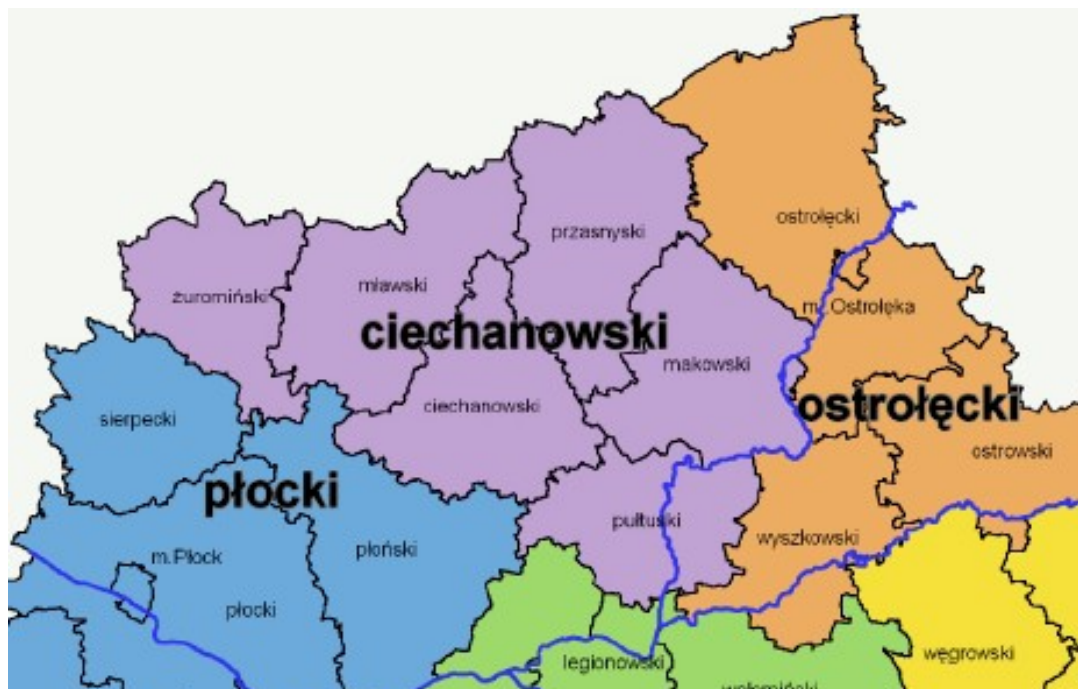 ostrołęcki
przasnyski
mławski
żuromiński
m. Ostrołęka
ciechanowski
makowski
ciechanowski
ostrołęcki
sierpecki
ostrowski
płocki
pułtuski
wyszkowski
płoński
m.Płock
płocki
węgrowski
legionowski
wołomiński